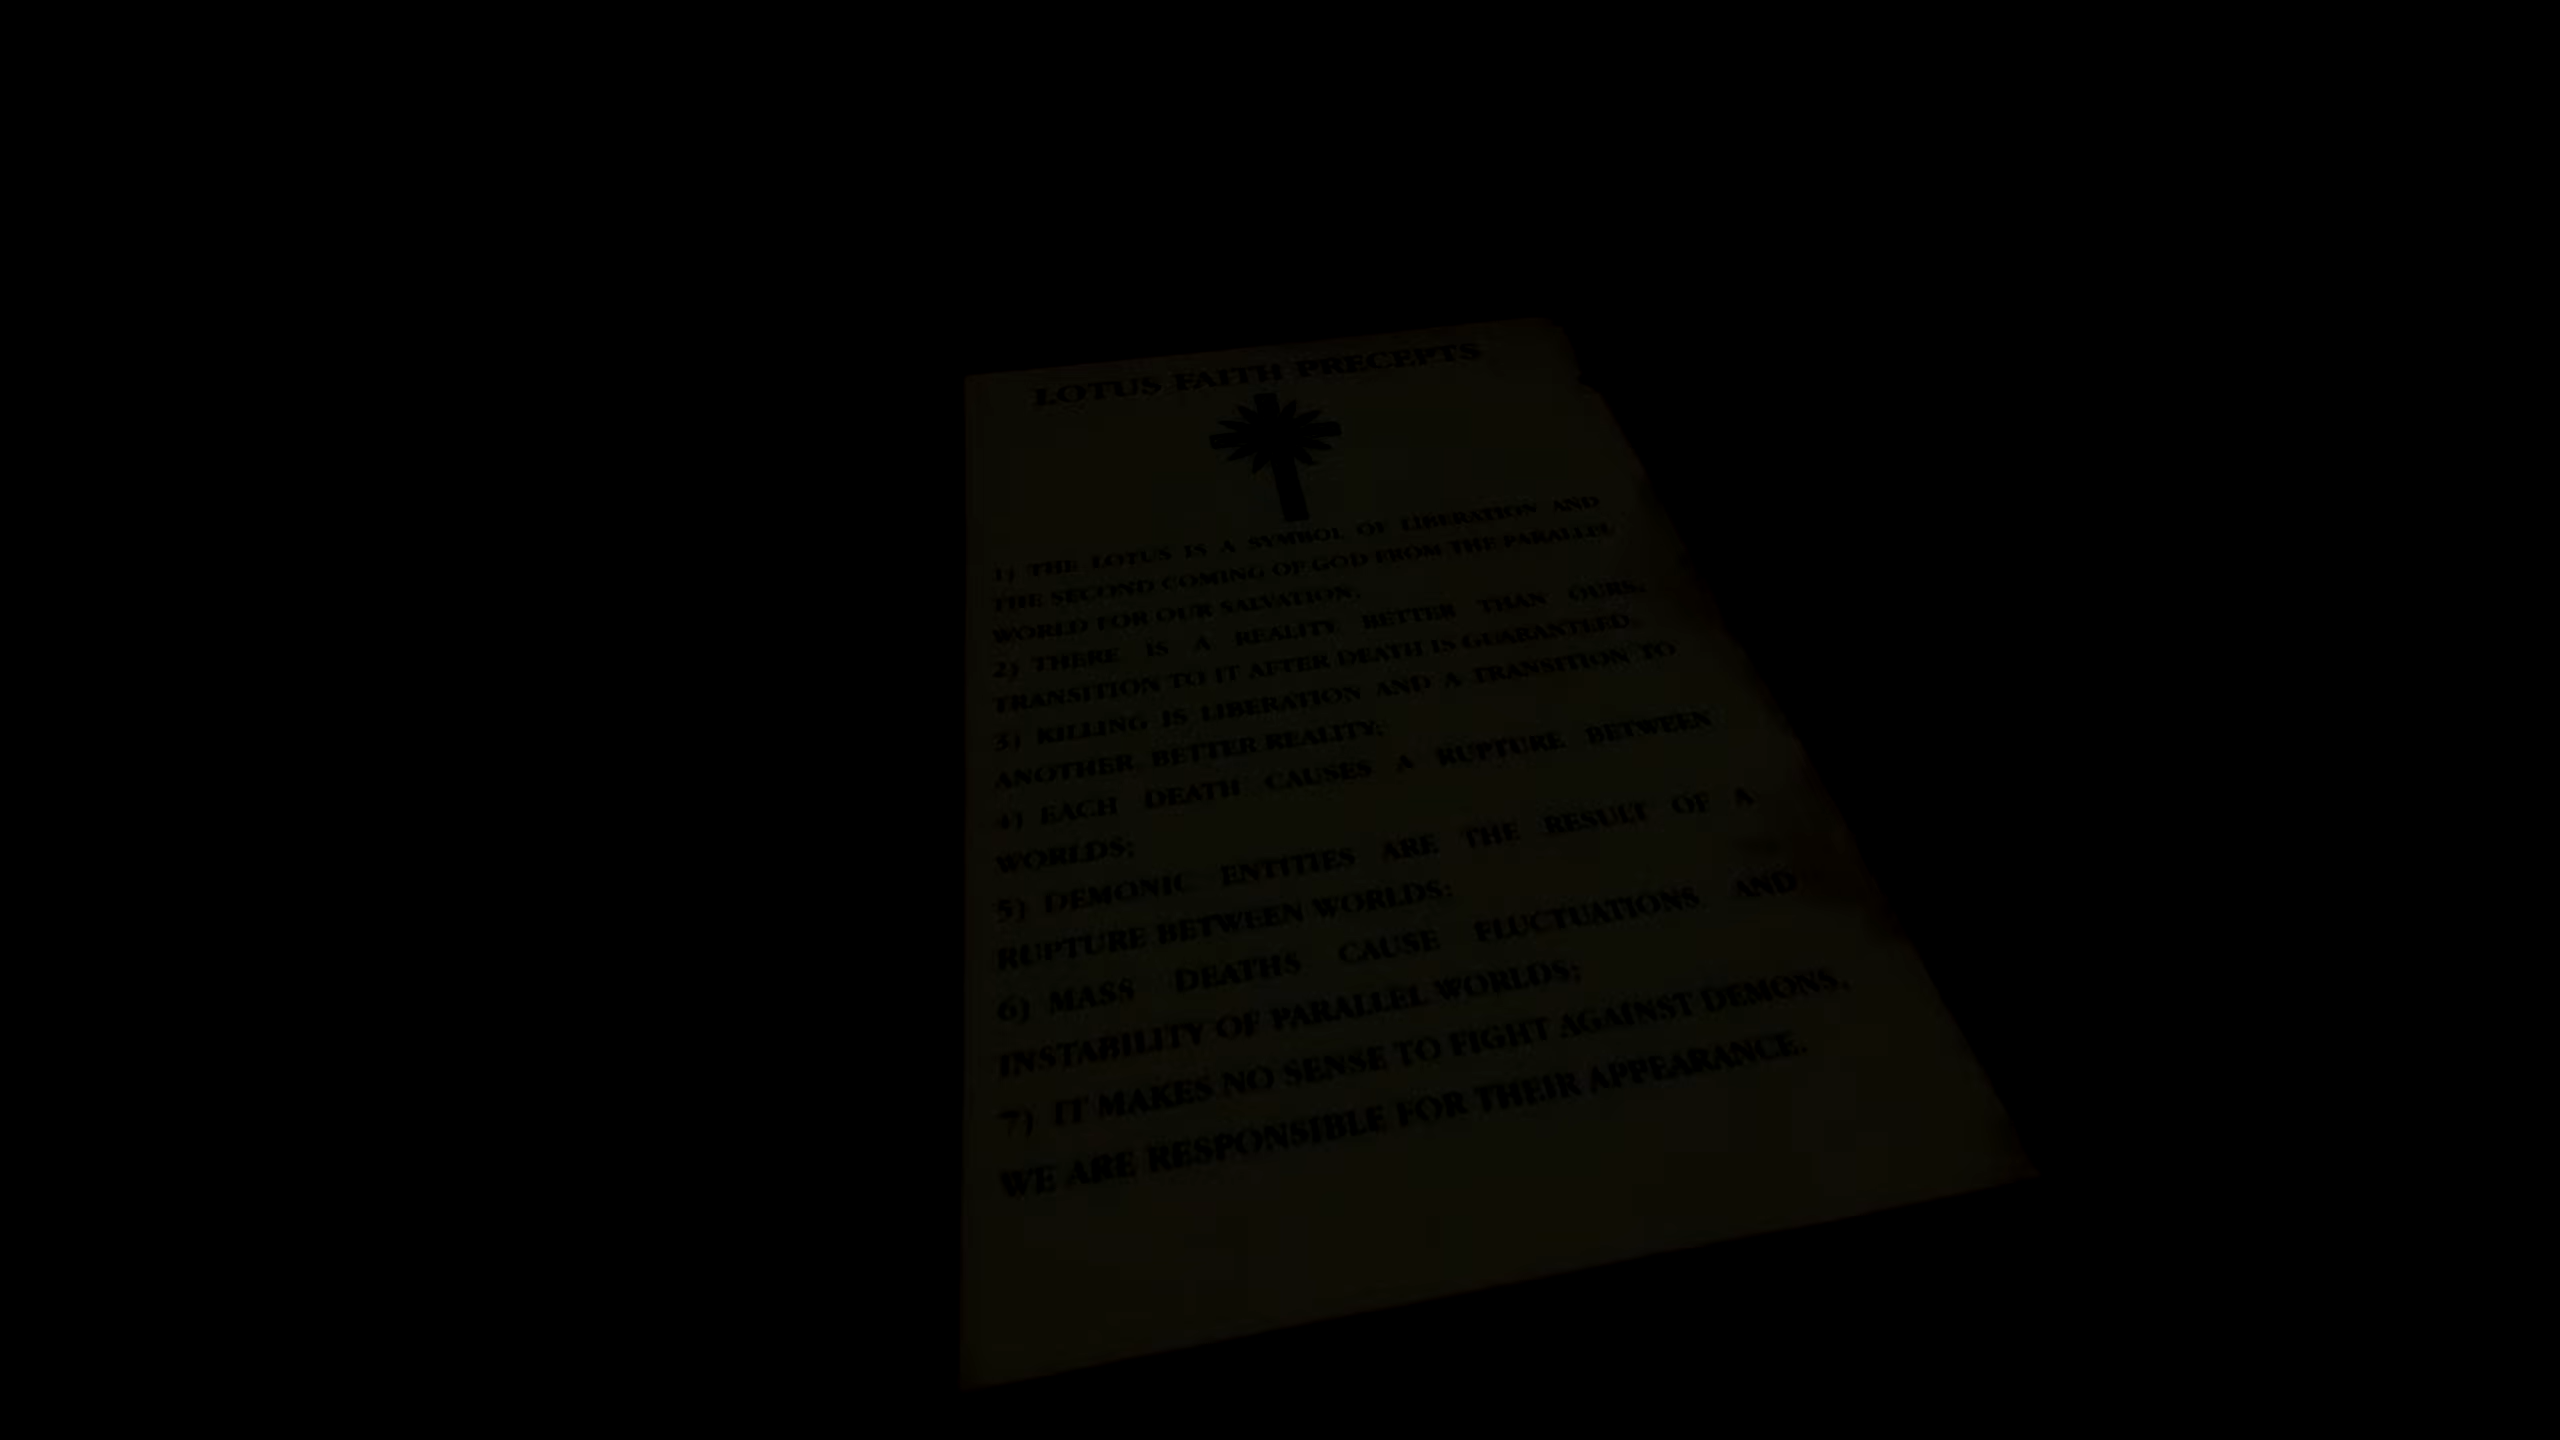 LOTUS FAITH PRECEPTS
1) THE LOTUS IS A SYMBOL OF LIBERATION AND
THE SECOND COMING OF GOD FROM THE PARALLEL
WORLD FOR OUR SALVATION.
2) THERE IS A REALITY BETTER THAN OURS.
TRANSITION TO IT AFTER DEATH IS GUARANTEED.
3) KILLING IS LIBERATION AND A TRANSITION TO
ANOTHER BETTER REALITY;
4) EACH DEATH CAUSES A RUPTURE BETWEEN
WORLDS;
5) DEMONIC ENTITIES ARE THE RESULT OF A
RUPTURE BETWEEN WORLDS;
6) MASS DEATHS CAUSE FLUCTUATIONS AND
INSTABILITY OF PARALLEL WORLDS;
7) IT MAKES NO SENSE TO FIGHT AGAINST DEMONS.
WE ARE RESPONSIBLE FOR THEIR APPEARANCE.